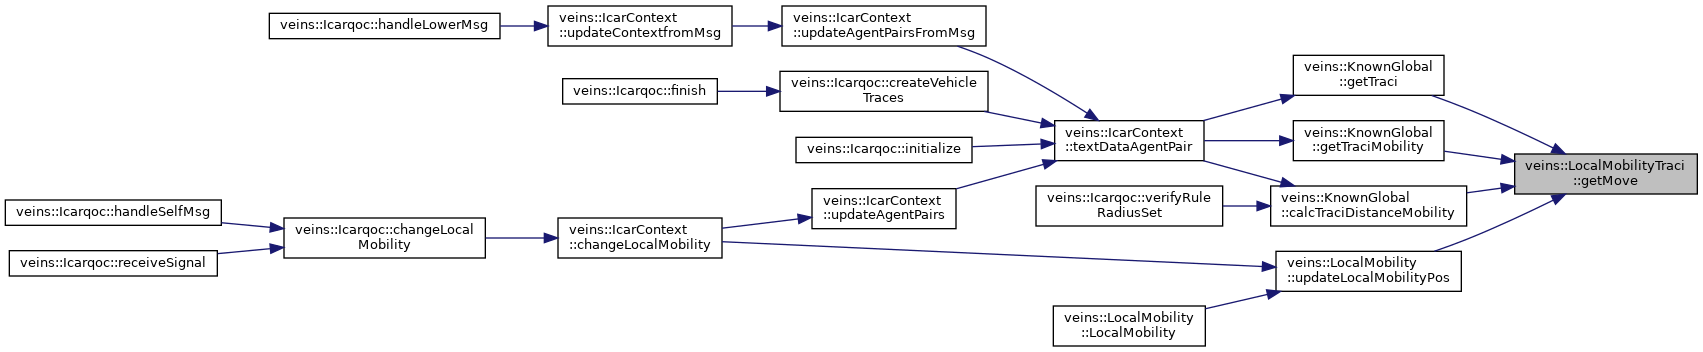 veins::Icarqoc::handleLowerMsg
veins::IcarContext
::updateContextfromMsg
veins::IcarContext
::updateAgentPairsFromMsg
veins::Icarqoc::finish
veins::Icarqoc::createVehicle
Traces
veins::KnownGlobal
::getTraci
veins::Icarqoc::initialize
veins::IcarContext
::textDataAgentPair
veins::KnownGlobal
::getTraciMobility
veins::LocalMobilityTraci
::getMove
veins::Icarqoc::handleSelfMsg
veins::Icarqoc::receiveSignal
veins::Icarqoc::changeLocal
Mobility
veins::IcarContext
::changeLocalMobility
veins::IcarContext
::updateAgentPairs
veins::Icarqoc::verifyRule
RadiusSet
veins::KnownGlobal
::calcTraciDistanceMobility
veins::LocalMobility
::updateLocalMobilityPos
veins::LocalMobility
::LocalMobility